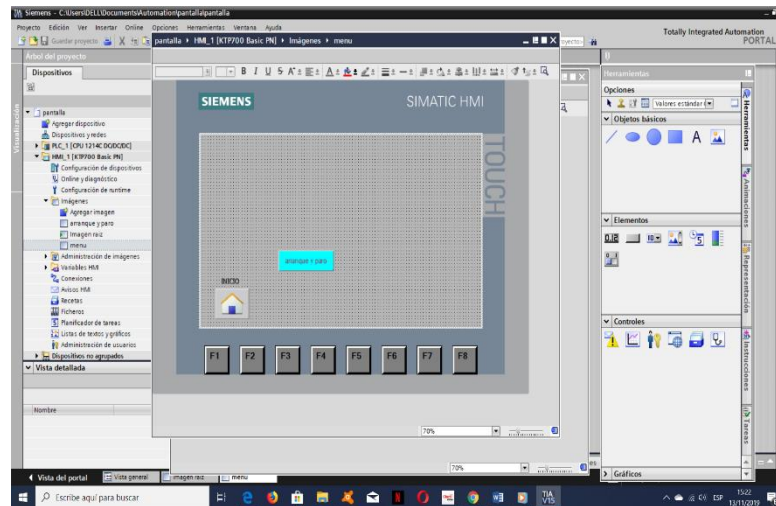 Siemens - C:\Users\DELL\Documents\Automation\pantalla\pantalla
Proyecto Edición Ver Insertar Online Opciones Herramientas Ventana Ayuda
Totally Integrated Automation
PORTAL
Guardar proyecto
pantalla HMI_1 [KTP700 Basic PN] Imágenes menu
Árbol del proyecto
Dispositivos
pantalla
Agregar dispositivo
Dispositivos y redes
PLC_1 [CPU 1214C DC/DC/DC]
HMI_1 [KTP700 Basic PN]
Configuración de dispositivos
Online y diagnóstico
Configuración de runtime
Imágenes
Agregar imagen
arranque y paro
Imagen raíz
menu
Administración de imágenes
Variables HMI
Conexiones
Avisos HMI
Recetas
Ficheros
Planificador de tareas
Listas de textos y gráficos
Administración de usuarios
Dispositivos no agrupados
Vista detallada
Nombre
SIEMENS
SIMATIC HMI
TOUCH
arranque y paro
INICIO
F1 F2 F3 F4 F5 F6 F7 F8
70%
70%
Herramientas
Opciones
Valores estándar
Objetos básicos
Elementos
Controles
Gráficos
Herramientas
Animaciones
Representación
Instrucciones
Tareas
Visualización
Vista del portal
Vista general
Imagen raíz
menu
Escribe aquí para buscar
TIA
V15
ESP
15:22
13/11/2019